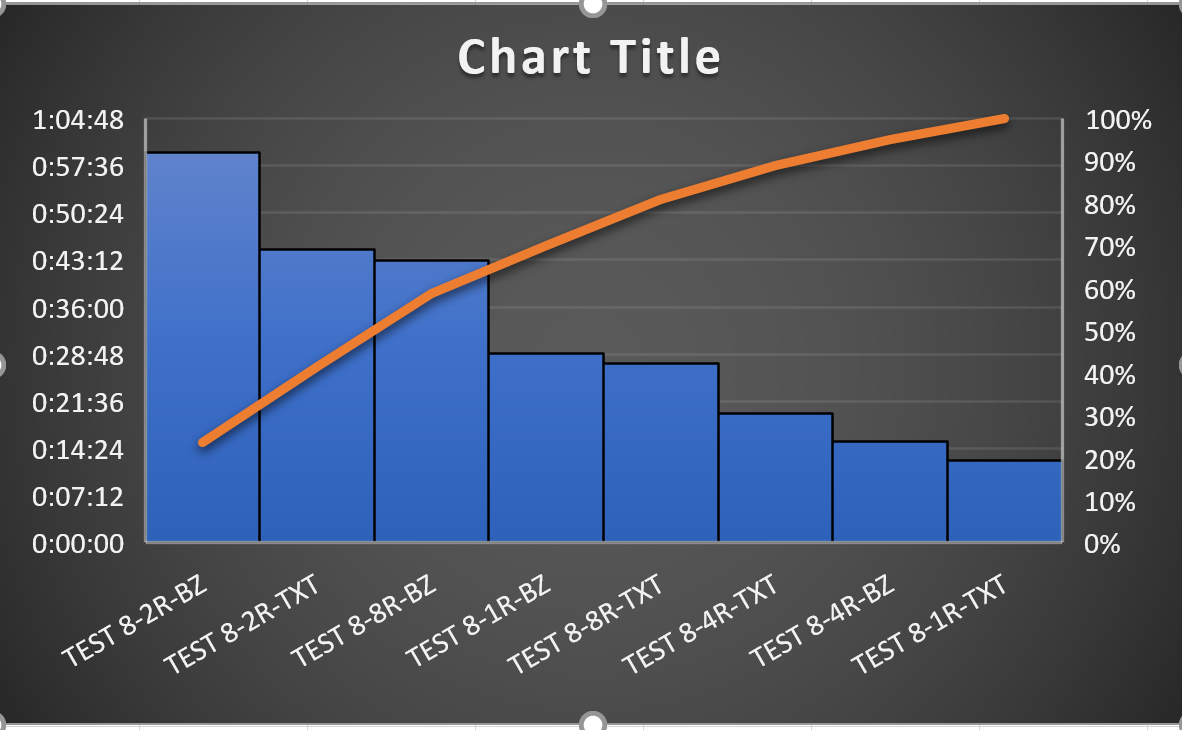 Chart Title
1:04:48
0:57:36
0:50:24
0:43:12
0:36:00
0:28:48
0:21:36
0:14:24
0:07:12
0:00:00
100%
90%
80%
70%
60%
50%
40%
30%
20%
10%
0%
TEST 8-2R-BZ
TEST 8-2R-TXT
TEST 8-8R-BZ
TEST 8-1R-BZ
TEST 8-8R-TXT
TEST 8-4R-TXT
TEST 8-4R-BZ
TEST 8-1R-TXT